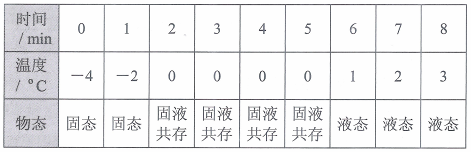 时间 / min 0 1 2 3 4 5 6 7 8
温度 / ºC －4 －2 0 0 0 0 1 2 3
物态 固态 固态 固液共存 固液共存 固液共存 固液共存 液态 液态 液态